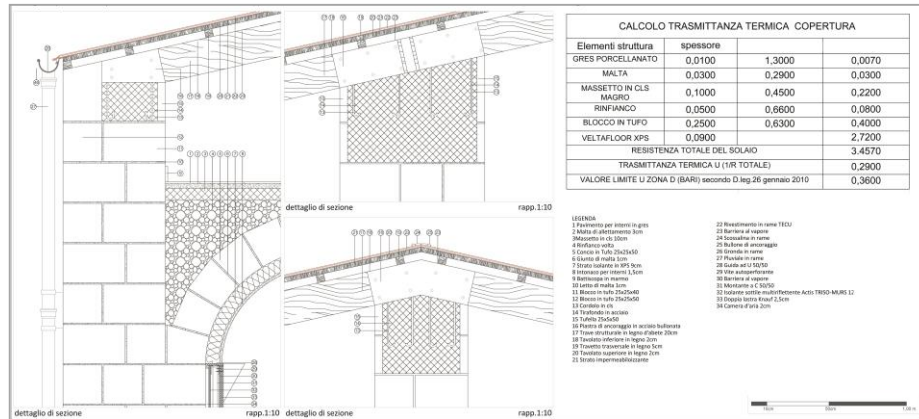 CALCOLO TRASMITTANZA TERMICA COPERTURA
Elementi struttura spessore
GRES PORCELLANATO 0,0100 1,3000 0,0070
MALTA 0,0300 0,2900 0,0300
MASSETTO IN CLS MAGRO 0,1000 0,4500 0,2200
RINFIANCO 0,0500 0,6600 0,0800
BLOCCO IN TUFO 0,2500 0,6300 0,4000
VELTAFLOOR XPS 0,0900 2,7200
RESISTENZA TOTALE DEL SOLAIO 3.4570
TRASMITTANZA TERMICA U (1/R TOTALE) 0,2900
VALORE LIMITE U ZONA D (BARI) secondo D.leg.26 gennaio 2010 0,3600
dettaglio di sezione rapp.1:10
dettaglio di sezione rapp.1:10
dettaglio di sezione rapp.1:10
LEGENDA
1 Pavimento per interni in gres
2 Malta di allettamento 3cm
3Massetto in cls 10cm
4 Rinfianco volta
5 Concio in Tufo 25x25x50
6 Giunto di malta 1cm
7 Strato isolante in XPS 9cm
8 Intonaco per interni 1,5cm
9 Battiscopa in marmo
10 Letto di malta 1cm
11 Blocco in tufo 25x25x40
12 Blocco in tufo 25x25x50
13 Cordolo in cls
14 Tirafondo in acciaio
15 Tufella 25x5x50
16 Piastra di ancoraggio in acciaio bullonata
17 Trave strutturale in legno d'abete 20cm
18 Tavolato inferiore in legno 2cm
19 Travetto trasversale in legno 5cm
20 Tavolato superiore in legno 2cm
21 Strato impermeabilizzante
22 Rivestimento in rame TECU
23 Barriera al vapore
24 Scossalina in rame
25 Bullone di ancoraggio
26 Gronda in rame
27 Pluviale in rame
28 Guida ad U 50/50
29 Vite autoperforante
30 Barriera al vapore
31 Montante a C 50/50
32 Isolante sottile multiriflettente Actis TRISO-MURS 12
33 Doppia lastra Knauf 2,5cm
34 Camera d'aria 2cm
10cm 50cm 1,00 m